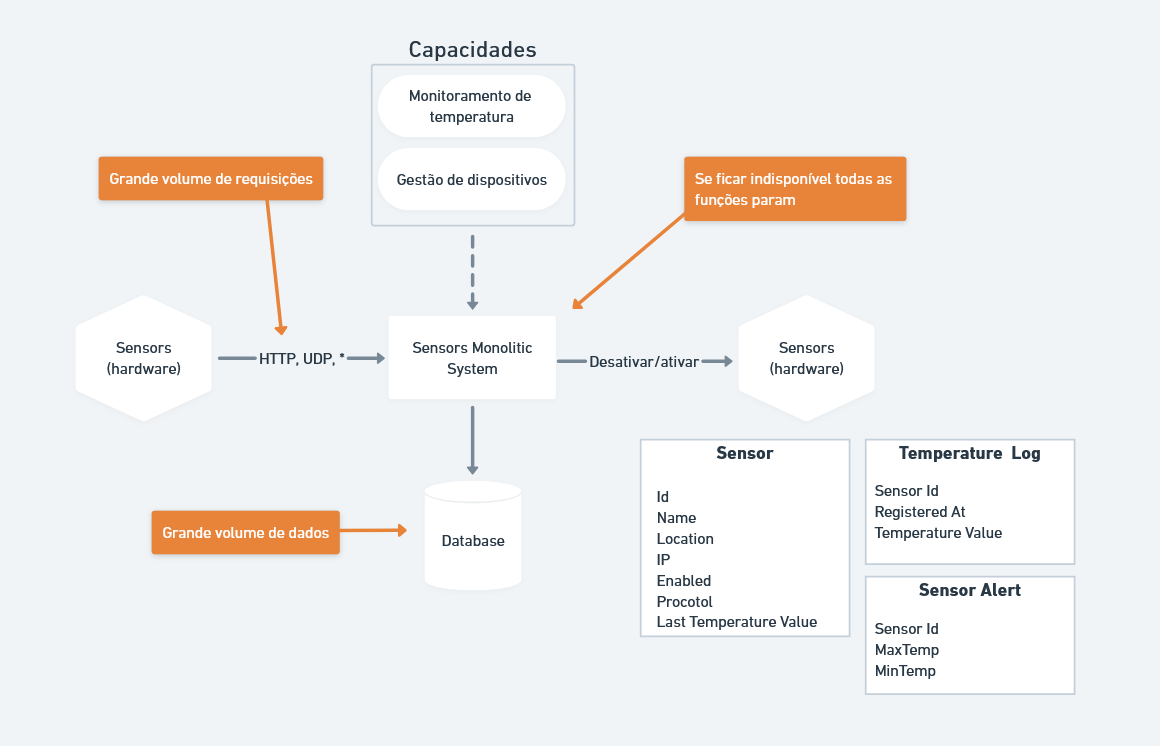 Capacidades
Monitoramento de
temperatura
Gestão de dispositivos
Grande volume de requisições
Se ficar indisponível todas as
funções param
Sensors
(hardware)
HTTP, UDP, *
Sensors Monolitic
System
Desativar/ativar
Sensors
(hardware)
Grande volume de dados
Database
Sensor
Id
Name
Location
IP
Enabled
Procotol
Last Temperature Value
Temperature Log
Sensor Id
Registered At
Temperature Value
Sensor Alert
Sensor Id
MaxTemp
MinTemp